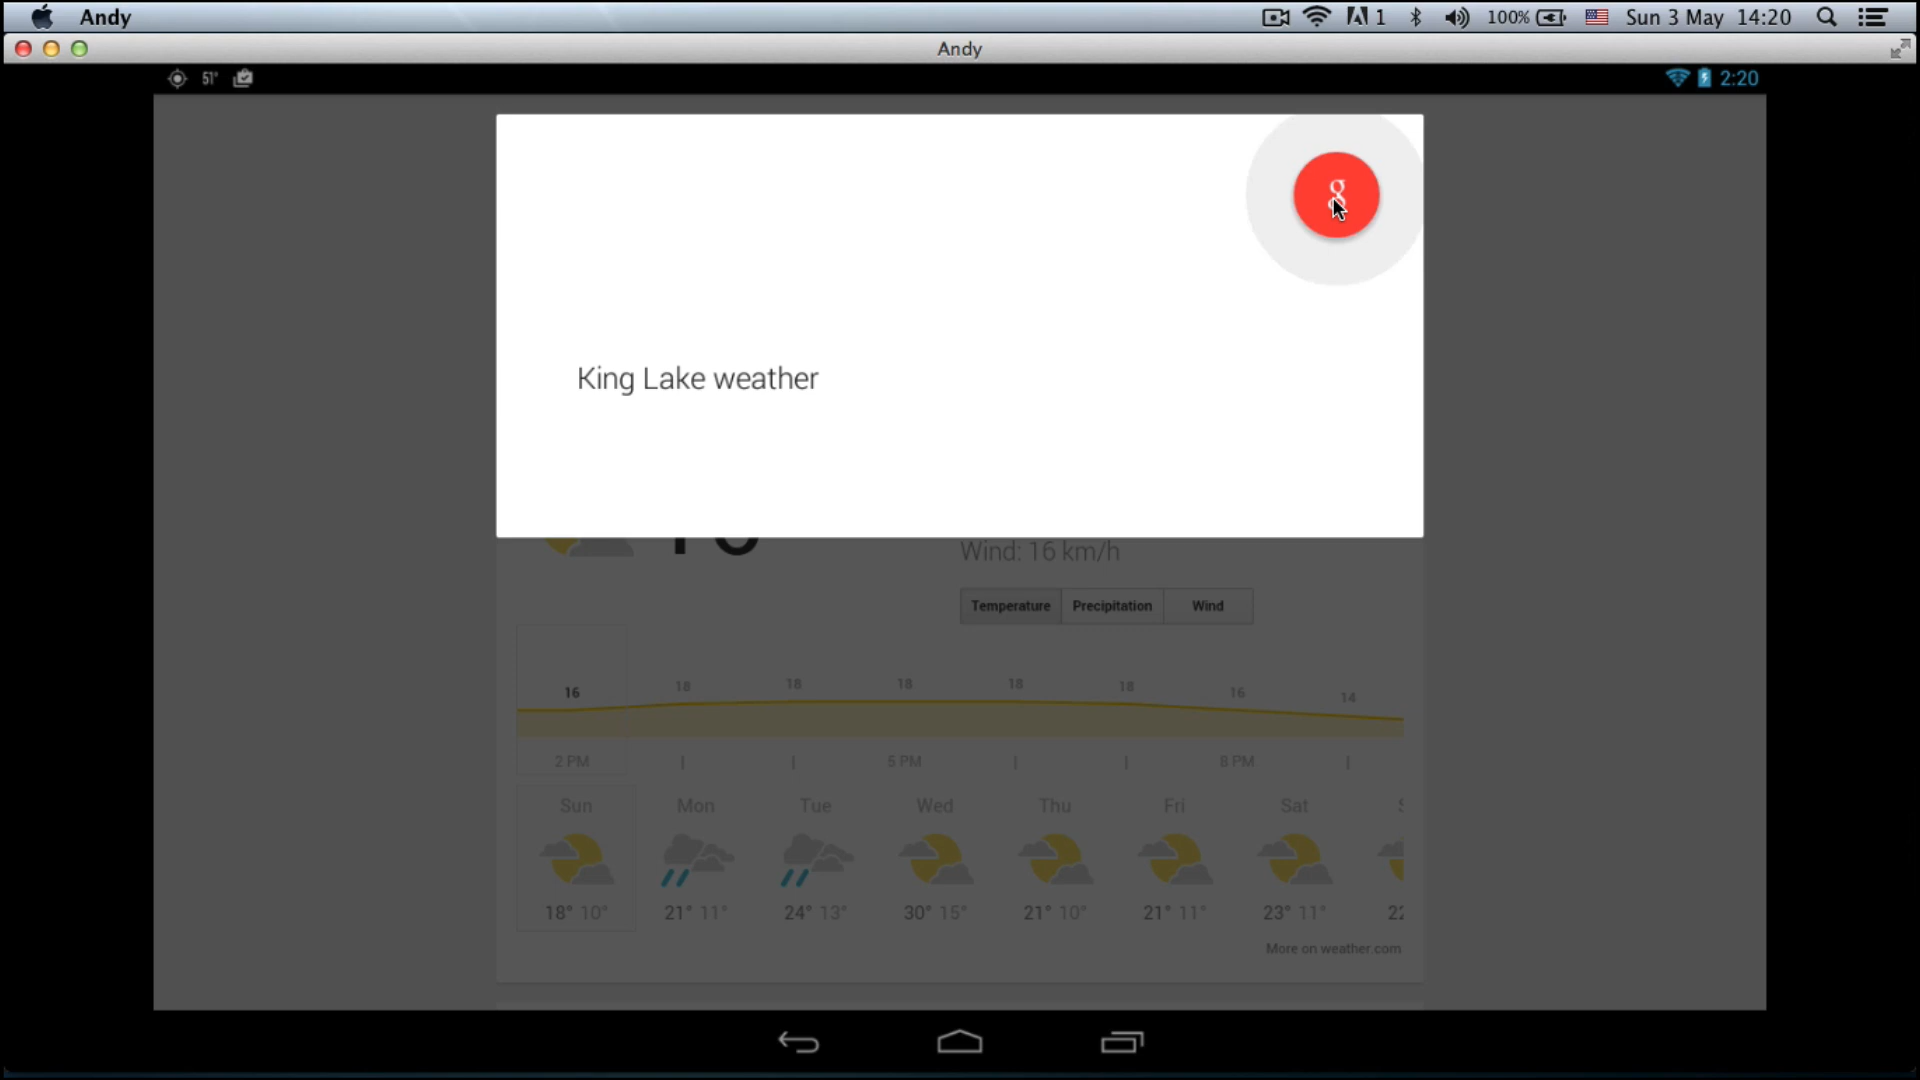 Andy
1
100%
Sun 3 May 14:20
Andy
51°
2:20
g
King Lake weather
Wind: 16 km/h
Temperature Precipitation Wind
16 18 18 18 18 18 16 14
2 PM 5 PM 8 PM
Sun Mon Tue Wed Thu Fri Sat
18° 10° 21° 11° 24° 13° 30° 15° 21° 10° 21° 11° 23° 11° 22
More on weather.com